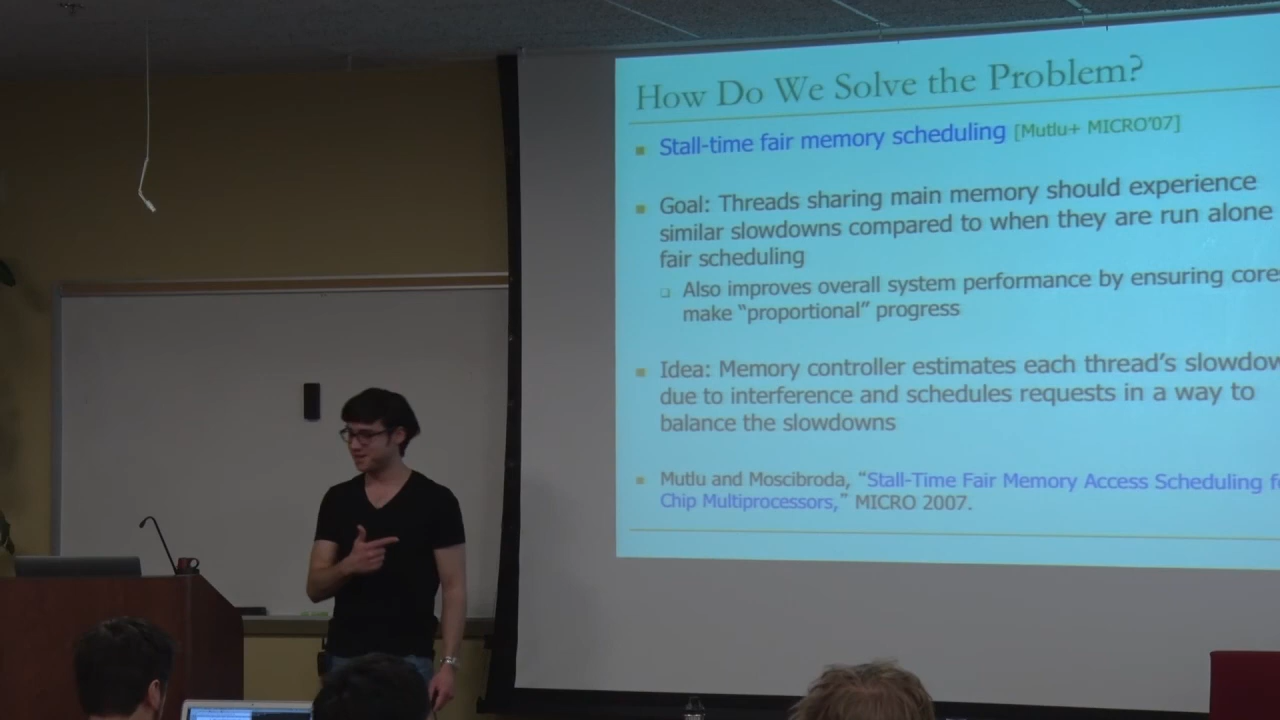 How Do We Solve the Problem?
Stall-time fair memory scheduling [Mutlu+ MICRO'07]
Goal: Threads sharing main memory should experience
similar slowdowns compared to when they are run alone
fair scheduling
Also improves overall system performance by ensuring core
make “proportional” progress
Idea: Memory controller estimates each thread’s slowdow
due to interference and schedules requests in a way to
balance the slowdowns
Mutlu and Moscibroda, “Stall-Time Fair Memory Access Scheduling f
Chip Multiprocessors,” MICRO 2007.